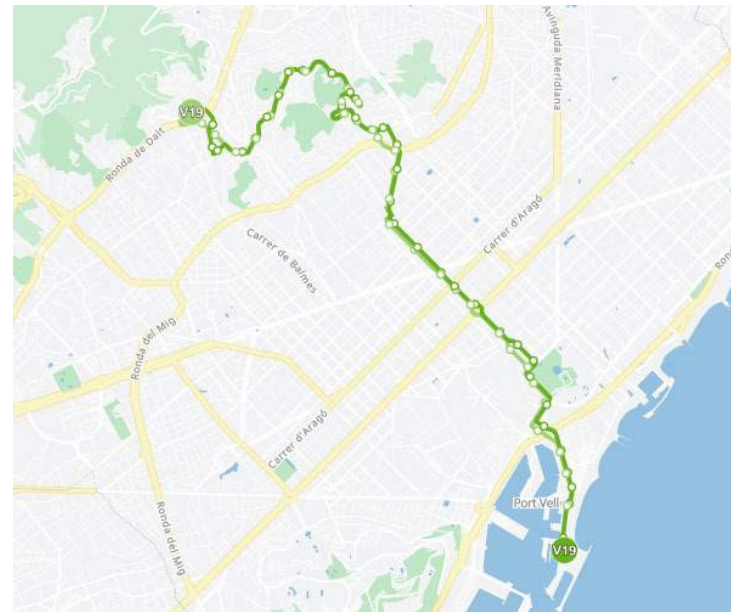 Avinguda Meridiana
V19
Ronda de Dalt
Carrer d'Aragó
Ron
Carrer de Balmes
Ronda del Mig
Carrer d'Aragó
Ronda del Mig
Port Vell
V19